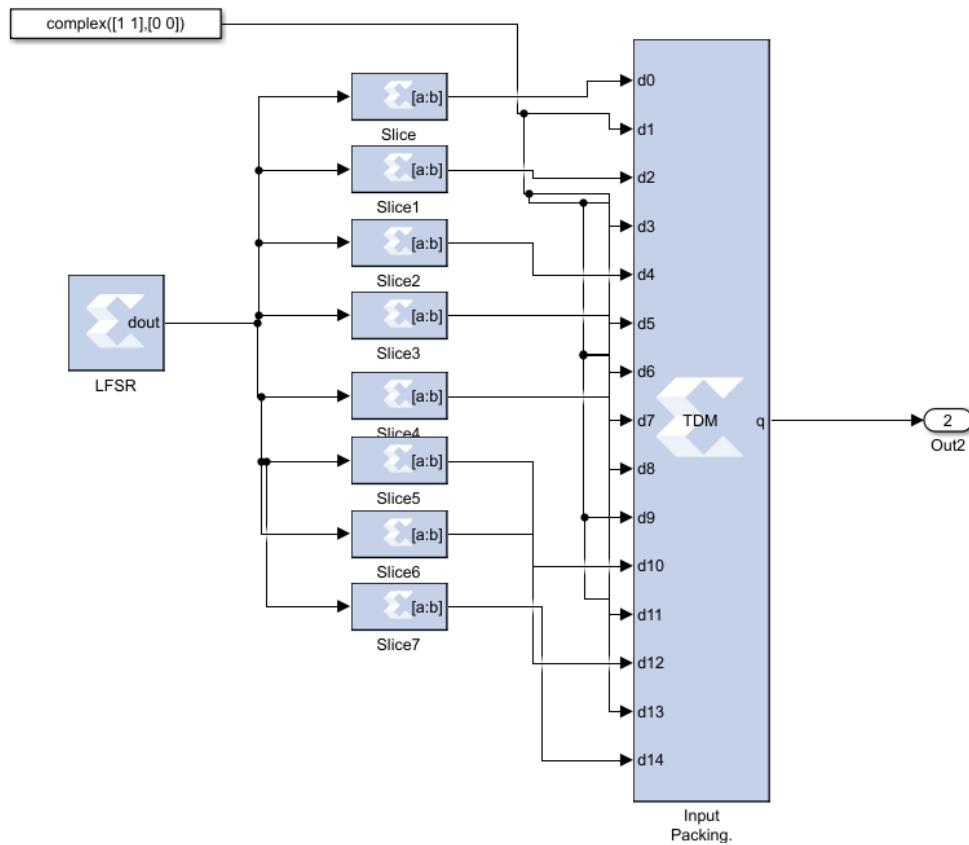 complex([1 1],[0 0])
[a:b]
Slice
[a:b]
Slice1
[a:b]
Slice2
[a:b]
Slice3
[a:b]
Slice4
[a:b]
Slice5
[a:b]
Slice6
[a:b]
Slice7
dout
LFSR
d0
d1
d2
d3
d4
d5
d6
d7
d8
d9
d10
d11
d12
d13
d14
TDM
q
Input
Packing.
2
Out2